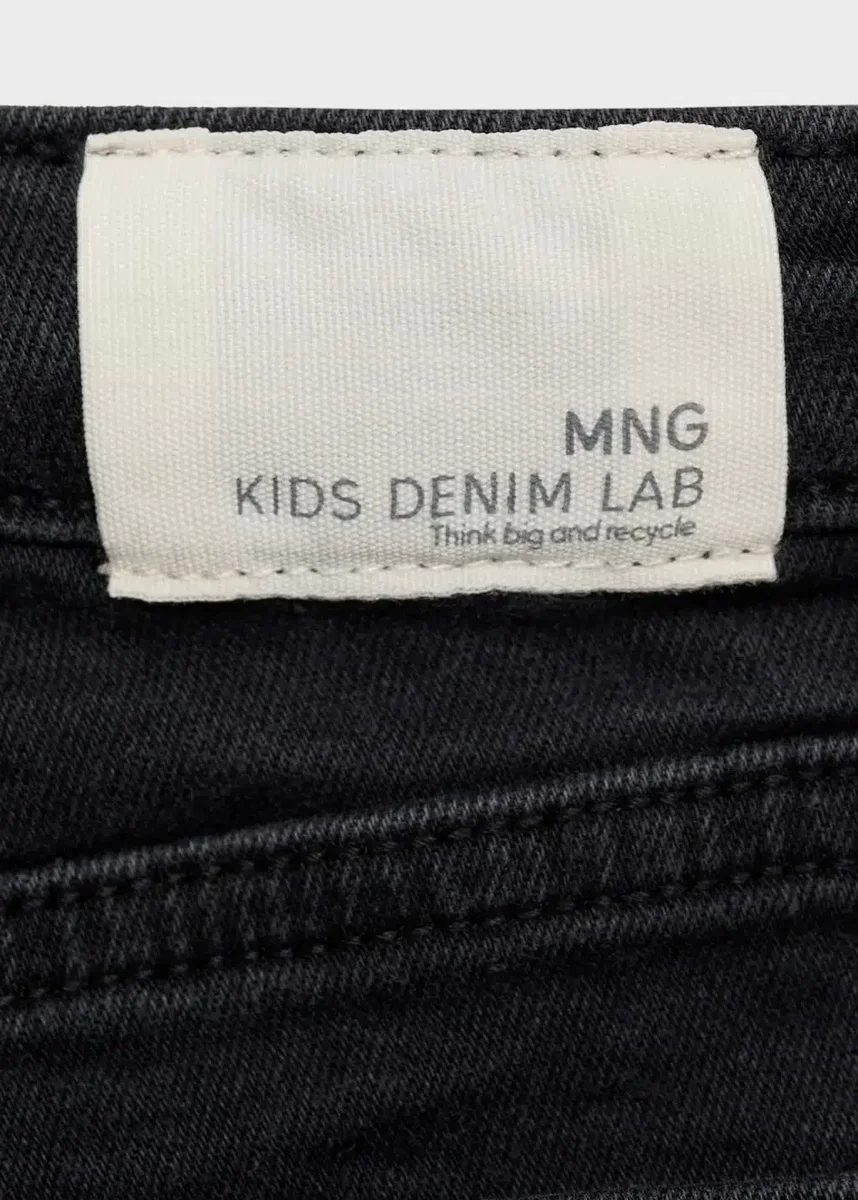 MNG
KIDS DENIM LAB
Think big and recycle